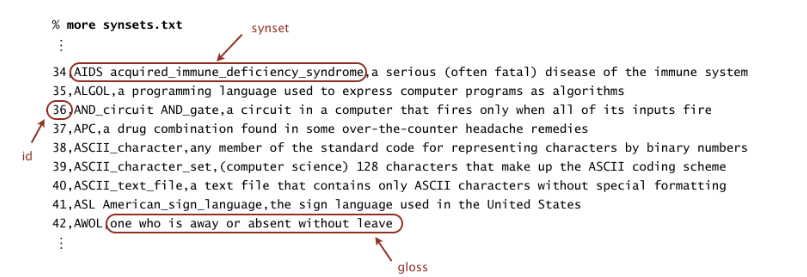 % more synsets.txt
synset
⋮
34,AIDS acquired_immune_deficiency_syndrome,a serious (often fatal) disease of the immune system
35,ALGOL,a programming language used to express computer programs as algorithms
36,AND_circuit AND_gate,a circuit in a computer that fires only when all of its inputs fire
37,APC,a drug combination found in some over-the-counter headache remedies
38,ASCII_character,any member of the standard code for representing characters by binary numbers
id
39,ASCII_character_set,(computer science) 128 characters that make up the ASCII coding scheme
40,ASCII_text_file,a text file that contains only ASCII characters without special formatting
41,ASL American_sign_language,the sign language used in the United States
42,AWOL,one who is away or absent without leave
⋮
gloss